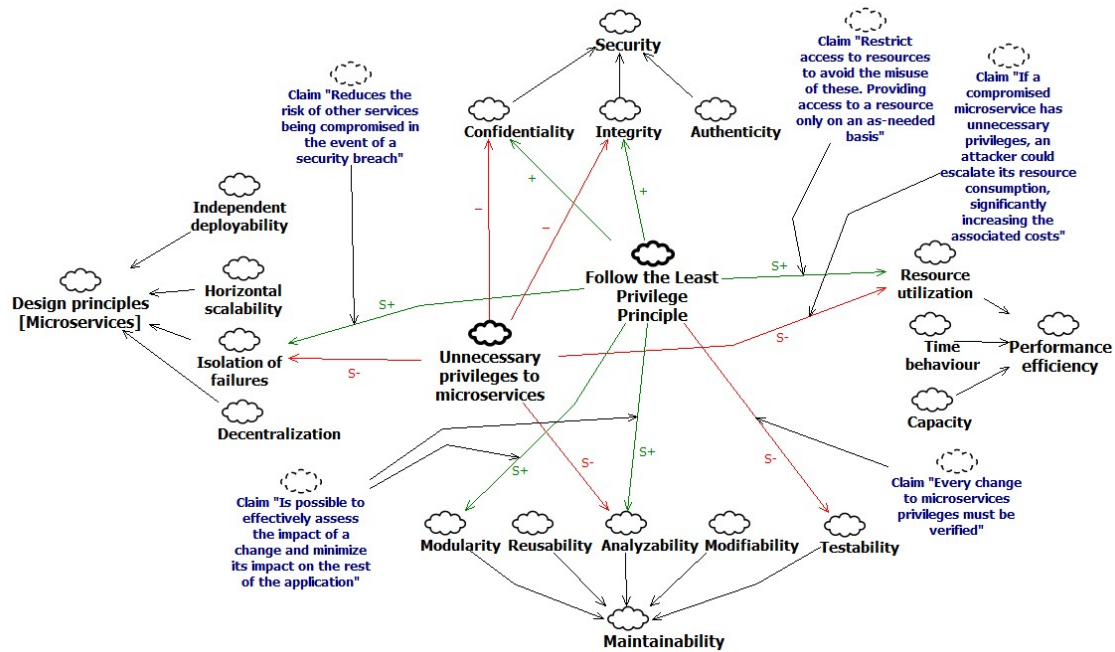 Security
Claim "Restrict
access to resources
to avoid the misuse
of these. Providing
access to a resource
only on an as-needed
basis"
Claim "If a
compromised
microservice has
unnecessary
privileges, an
attacker could
escalate its resource
consumption,
significantly
increasing the
associated costs"
Claim "Reduces the
risk of other services
being compromised in
the event of a
security breach"
Confidentiality
Integrity
Authenticity
+
+
–
–
Independent
deployability
Design principles
[Microservices]
Horizontal
scalability
Isolation of
failures
Decentralization
Follow the Least
Privilege
Principle
Unnecessary
privileges to
microservices
S+
S+
S-
S-
Resource
utilization
Time
behaviour
Performance
efficiency
Capacity
S+
S-
S+
S-
Claim "Is possible to
effectively assess
the impact of a
change and minimize
its impact on the rest
of the application"
Claim "Every change
to microservices
privileges must be
verified"
Modularity
Reusability
Analyzability
Modifiability
Testability
Maintainability